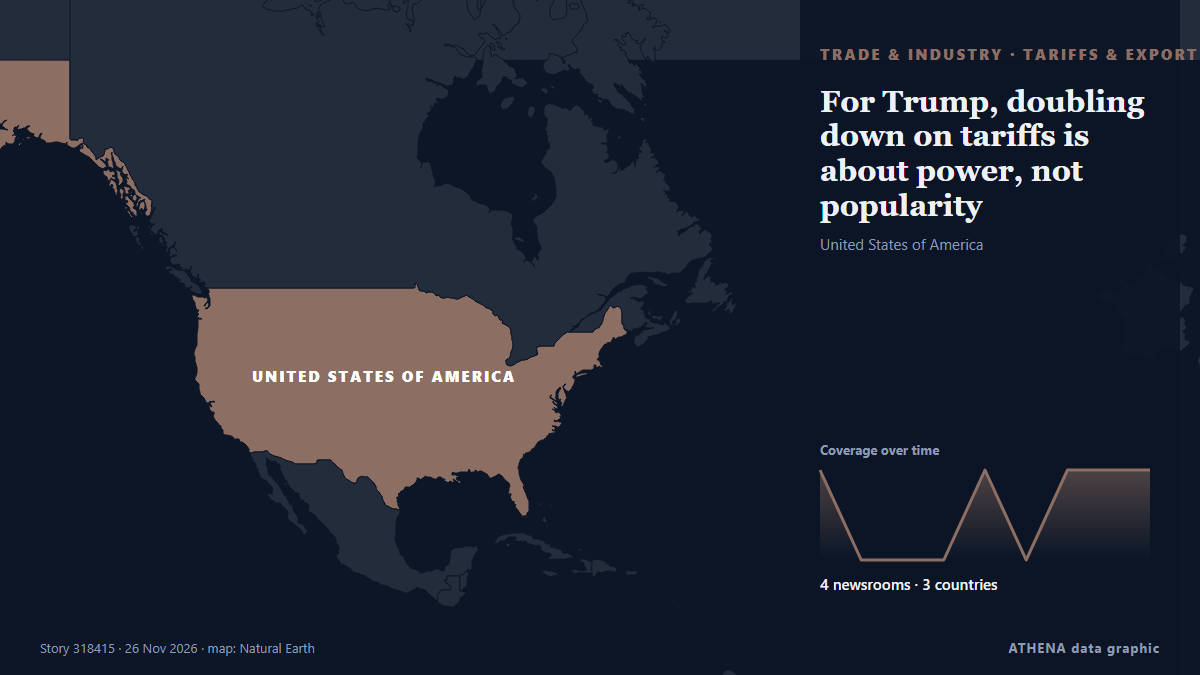 TRADE & INDUSTRY · TARIFFS & EXPORT
For Trump, doubling
down on tariffs is
about power, not
popularity
United States of America
UNITED STATES OF AMERICA
Coverage over time
4 newsrooms · 3 countries
Story 318415 · 26 Nov 2026 · map: Natural Earth
ATHENA data graphic